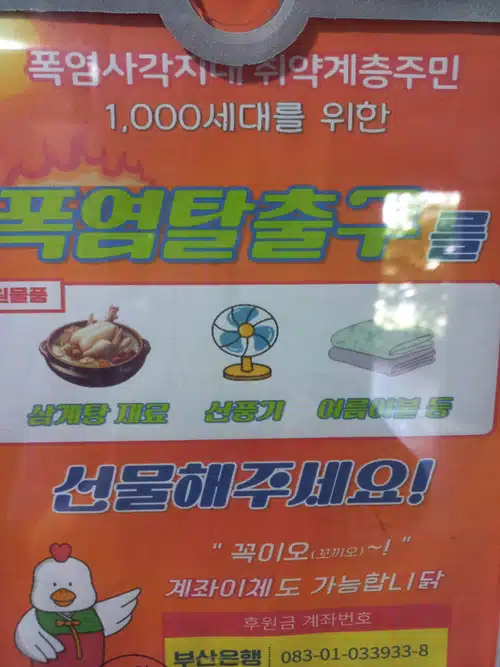 폭염사각지대 취약계층주민
1,000세대를 위한
폭염탈출구를
원물품
삼계탕 재료 선풍기 여름이불 등
선물해주세요!
" 꼭이오(꼬끼오)~! "
계좌이체도 가능합니닭
후원금 계좌번호
부산은행 083-01-033933-8